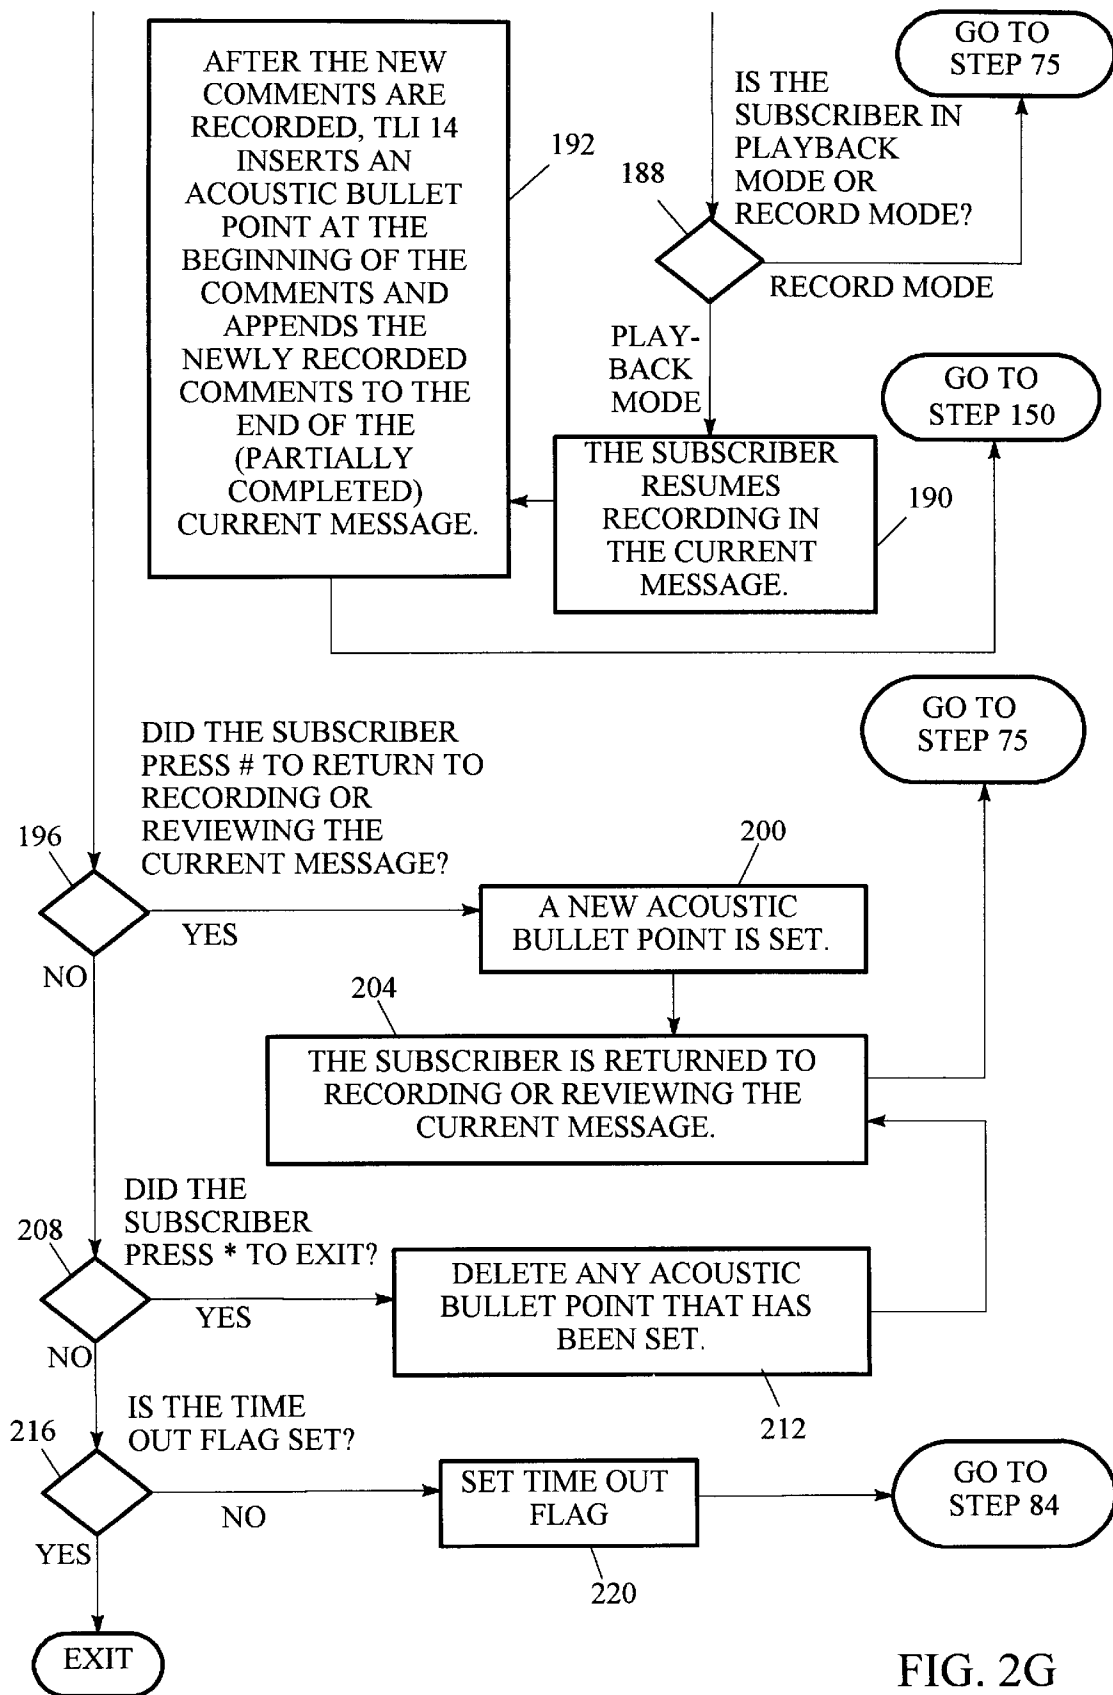 AFTER THE NEW
COMMENTS ARE
RECORDED, TLI 14
INSERTS AN
ACOUSTIC BULLET
POINT AT THE
BEGINNING OF THE
COMMENTS AND
APPENDS THE
NEWLY RECORDED
COMMENTS TO THE
END OF THE
(PARTIALLY
COMPLETED)
CURRENT MESSAGE.
192
IS THE
SUBSCRIBER IN
PLAYBACK
MODE OR
RECORD MODE?
188
GO TO
STEP 75
RECORD MODE
PLAY-
BACK
MODE
GO TO
STEP 150
THE SUBSCRIBER
RESUMES
RECORDING IN
THE CURRENT
MESSAGE.
190
DID THE SUBSCRIBER
PRESS # TO RETURN TO
RECORDING OR
REVIEWING THE
CURRENT MESSAGE?
196
YES
NO
200
A NEW ACOUSTIC
BULLET POINT IS SET.
GO TO
STEP 75
204
THE SUBSCRIBER IS RETURNED TO
RECORDING OR REVIEWING THE
CURRENT MESSAGE.
DID THE
SUBSCRIBER
PRESS * TO EXIT?
208
YES
NO
DELETE ANY ACOUSTIC
BULLET POINT THAT HAS
BEEN SET.
212
IS THE TIME
OUT FLAG SET?
216
NO
YES
SET TIME OUT
FLAG
220
GO TO
STEP 84
EXIT
FIG. 2G